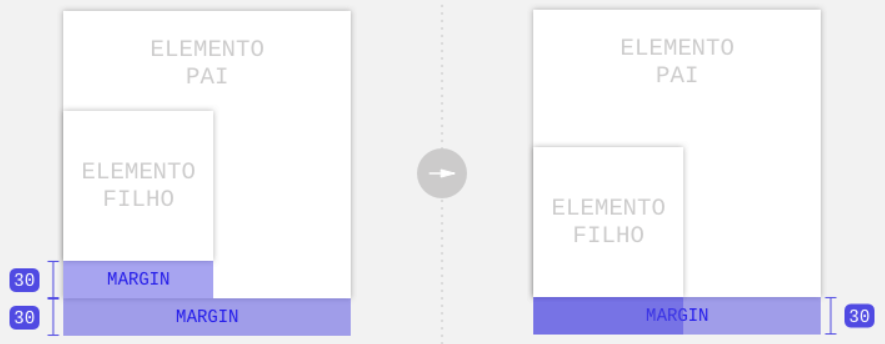 ELEMENTO
PAI
ELEMENTO
FILHO
30
MARGIN
30
MARGIN
ELEMENTO
PAI
ELEMENTO
FILHO
MARGIN
30